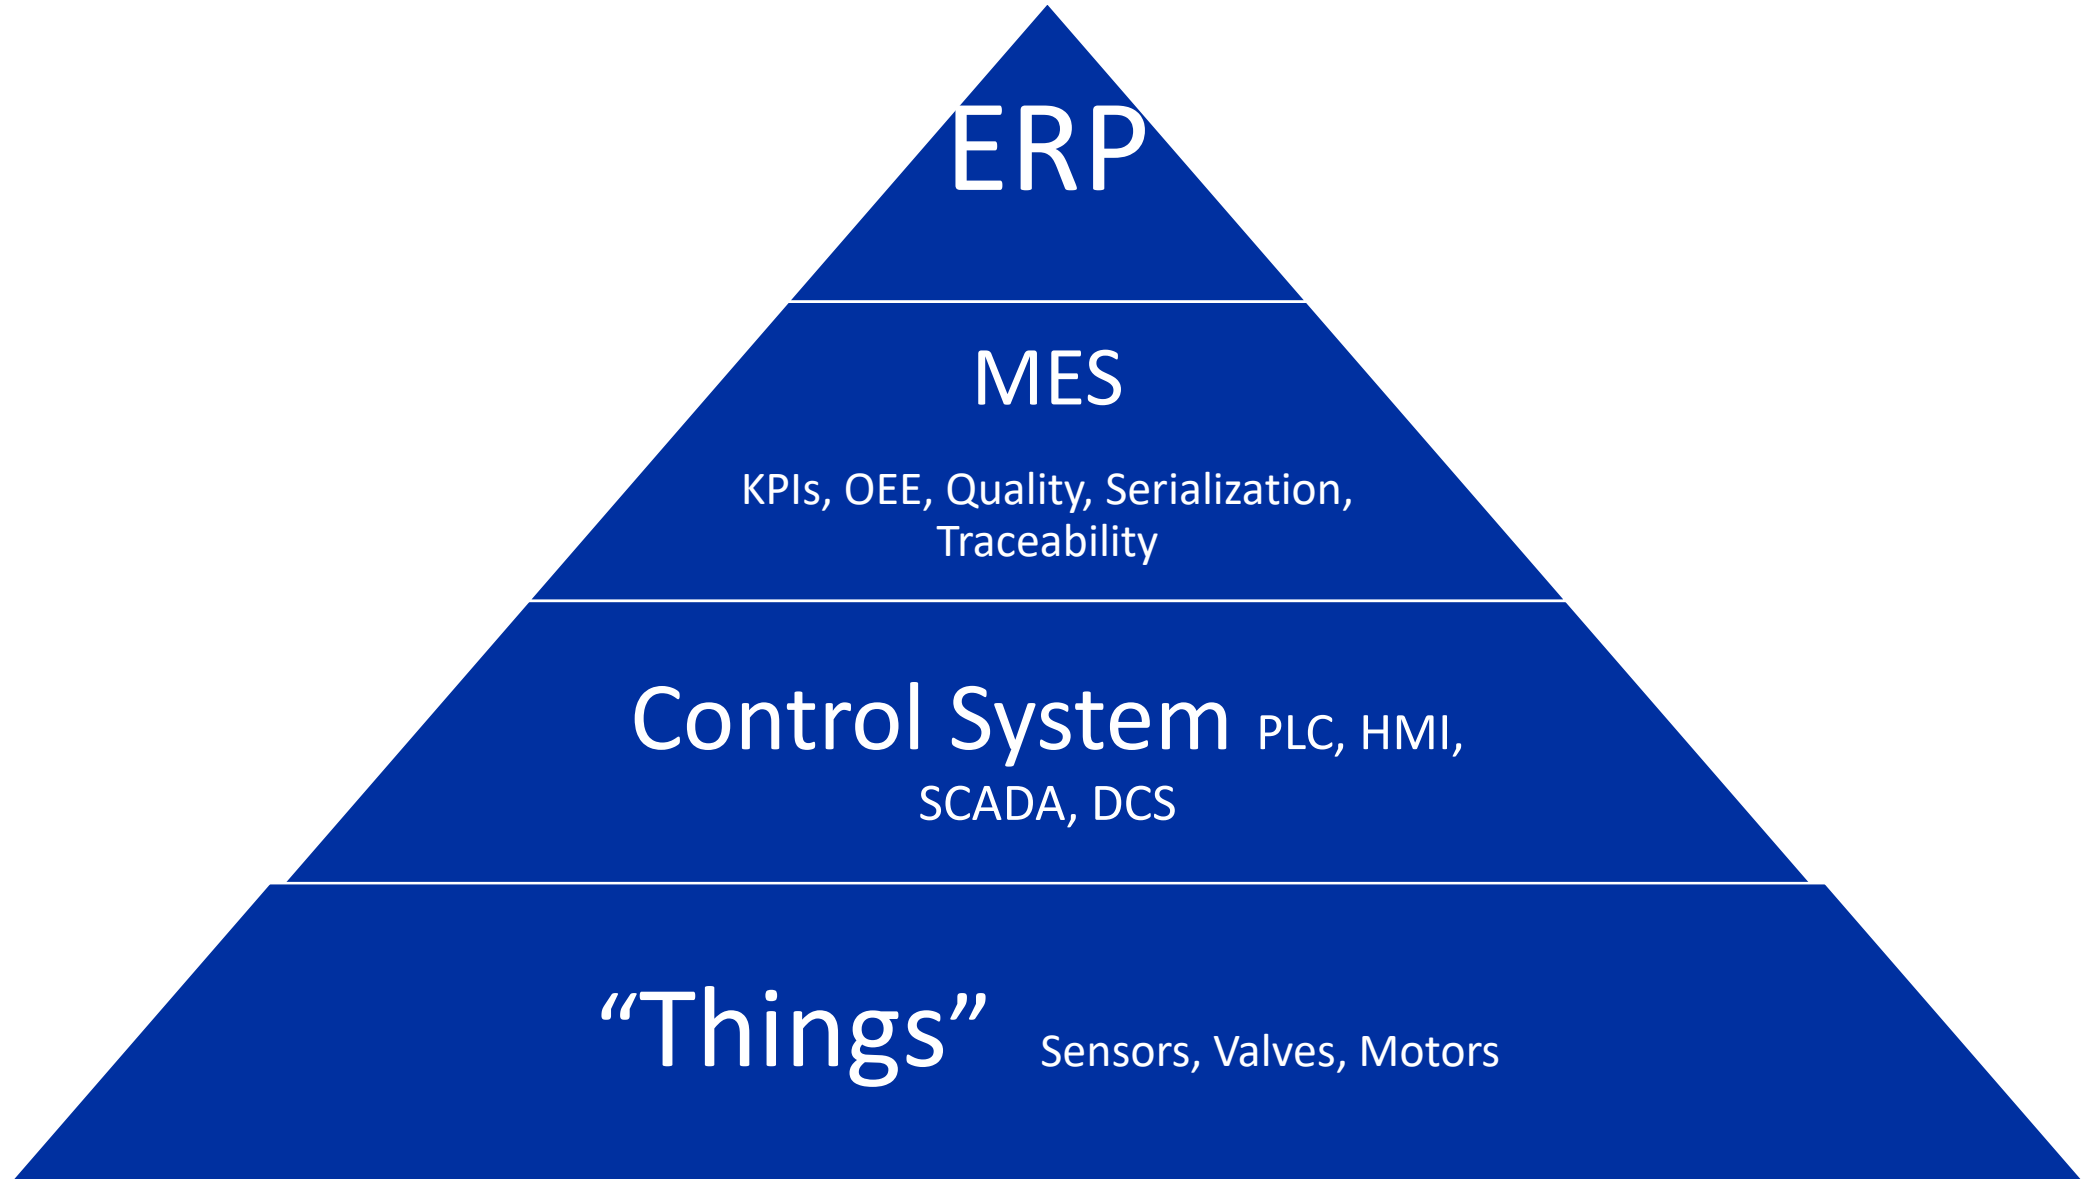 ERP
MES
KPIs, OEE, Quality, Serialization,
Traceability
Control System PLC, HMI,
SCADA, DCS
“Things” Sensors, Valves, Motors